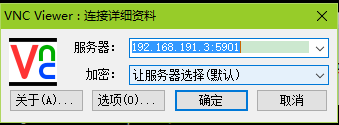 VNC Viewer : 连接详细资料
VNC
服务器： 192.168.191.3:5901
加密： 让服务器选择(默认)
关于(A)... 选项(O)... 确定 取消